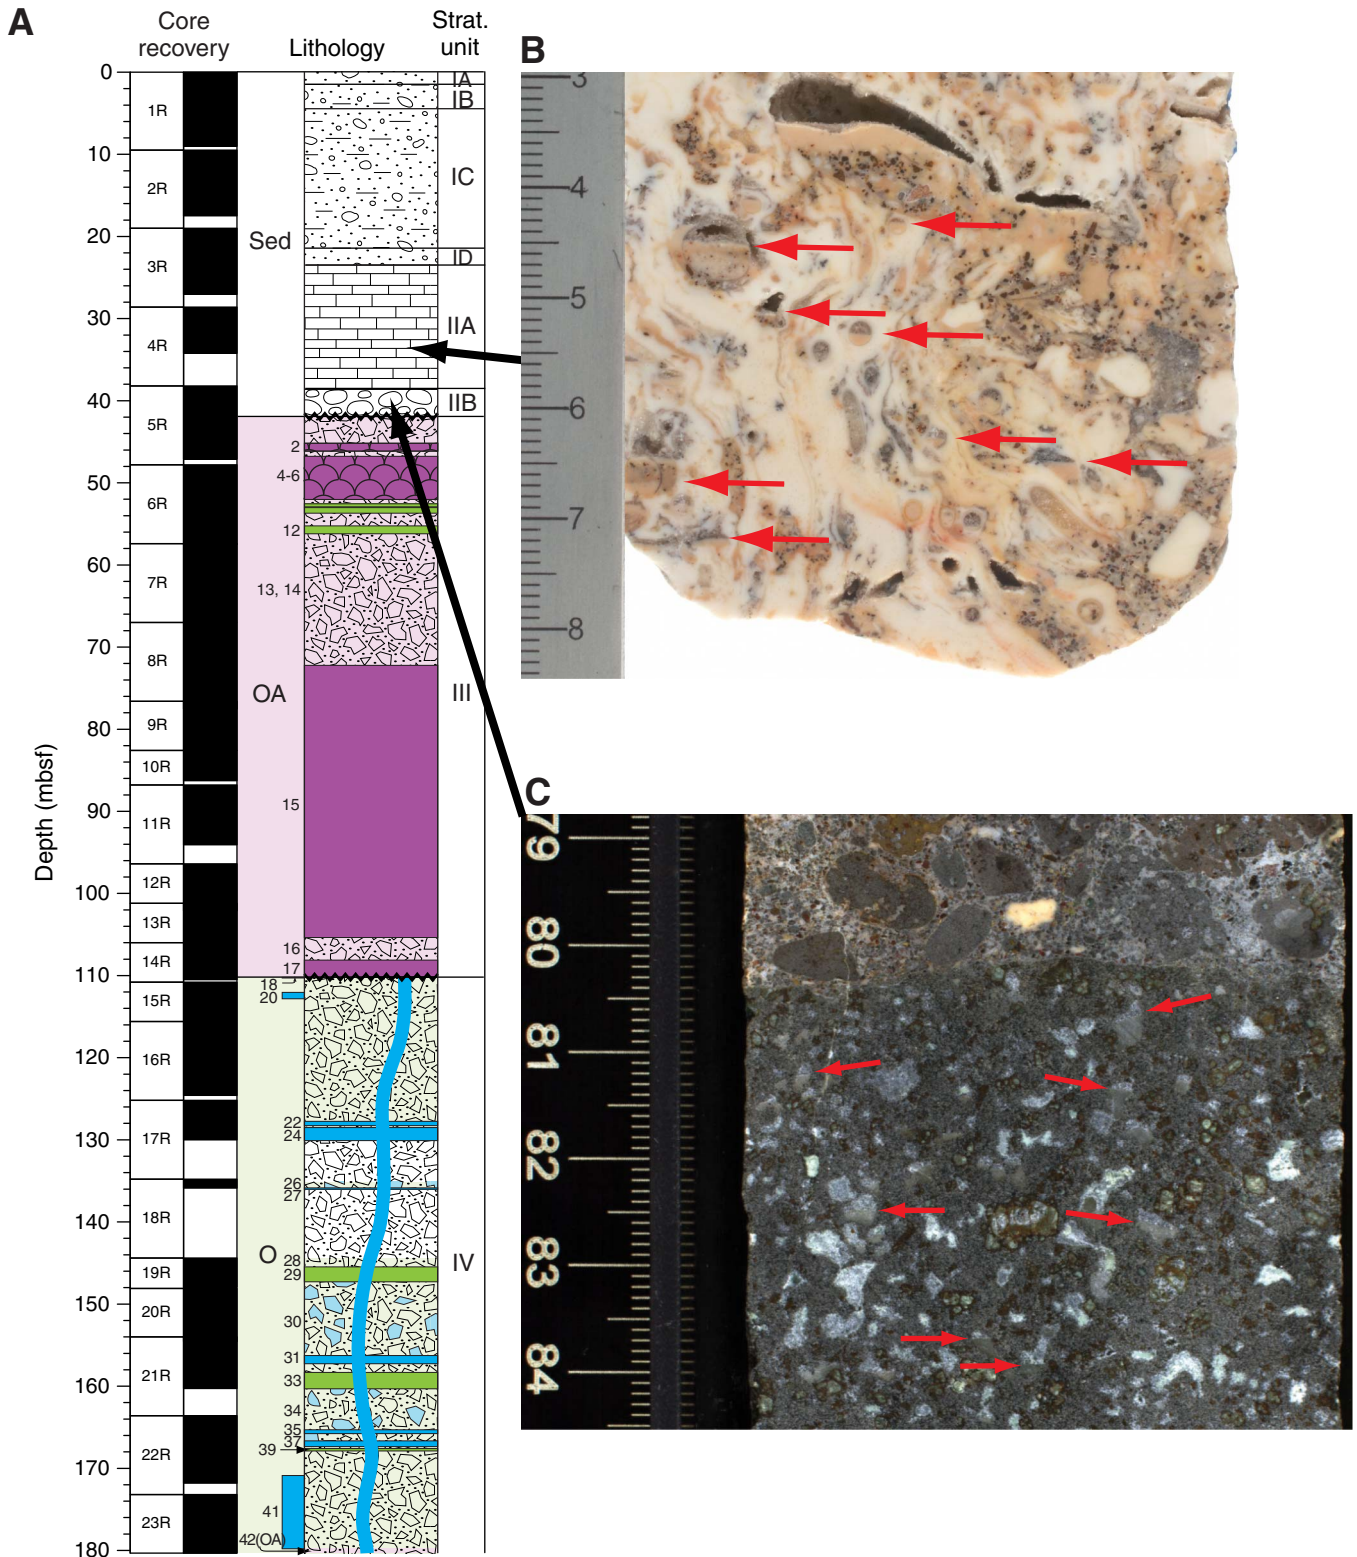 A
Core
recovery
Lithology
Strat.
unit
0
10
20
30
40
50
60
70
80
90
100
110
120
130
140
150
160
170
180
Depth (mbsf)
1R
2R
3R
4R
5R
6R
7R
8R
9R
10R
11R
12R
13R
14R
15R
16R
17R
18R
19R
20R
21R
22R
23R
Sed
OA
O
2
4-6
12
13, 14
15
16
17
18
20
22
24
26
27
28
29
30
31
33
34
35
37
39
41
42(OA)
IA
IB
IC
ID
IIA
IIB
III
IV
B
3
4
5
6
7
8
C
79
80
81
82
83
84